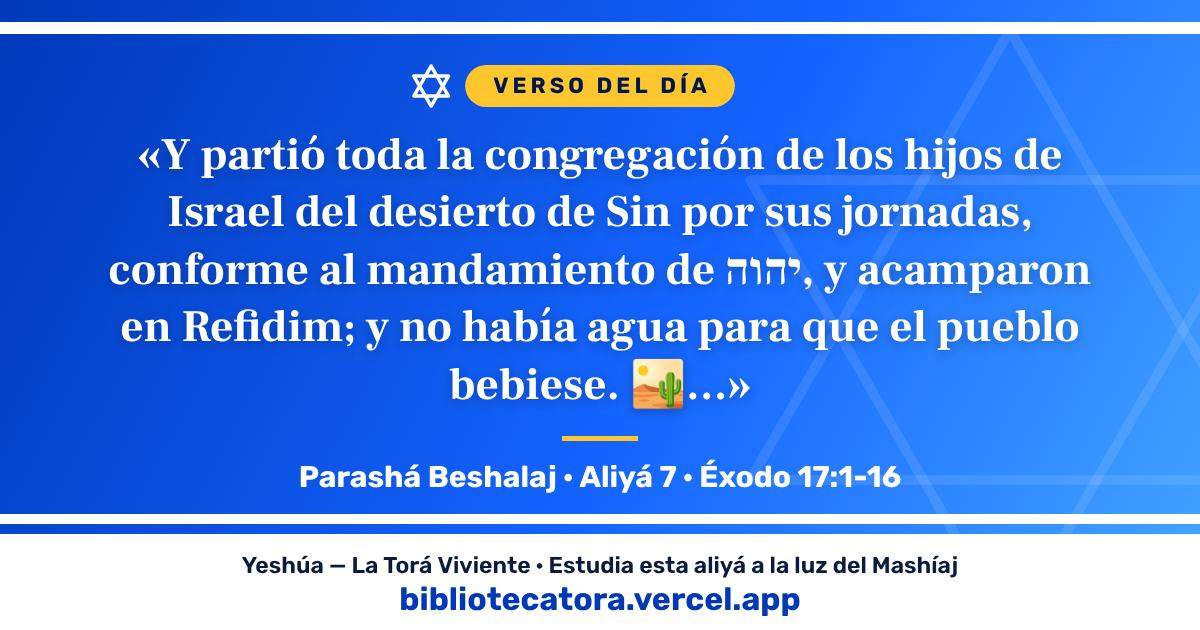 VERSO DEL DÍA
«Y partió toda la congregación de los hijos de
Israel del desierto de Sin por sus jornadas,
conforme al mandamiento de יהוה, y acamparon
en Refidim; y no había agua para que el pueblo
bebiese. 🏜️...»
Parashá Beshalaj • Aliyá 7 • Éxodo 17:1-16
Yeshúa — La Torá Viviente • Estudia esta aliyá a la luz del Mashíaj
bibliotecatora.vercel.app